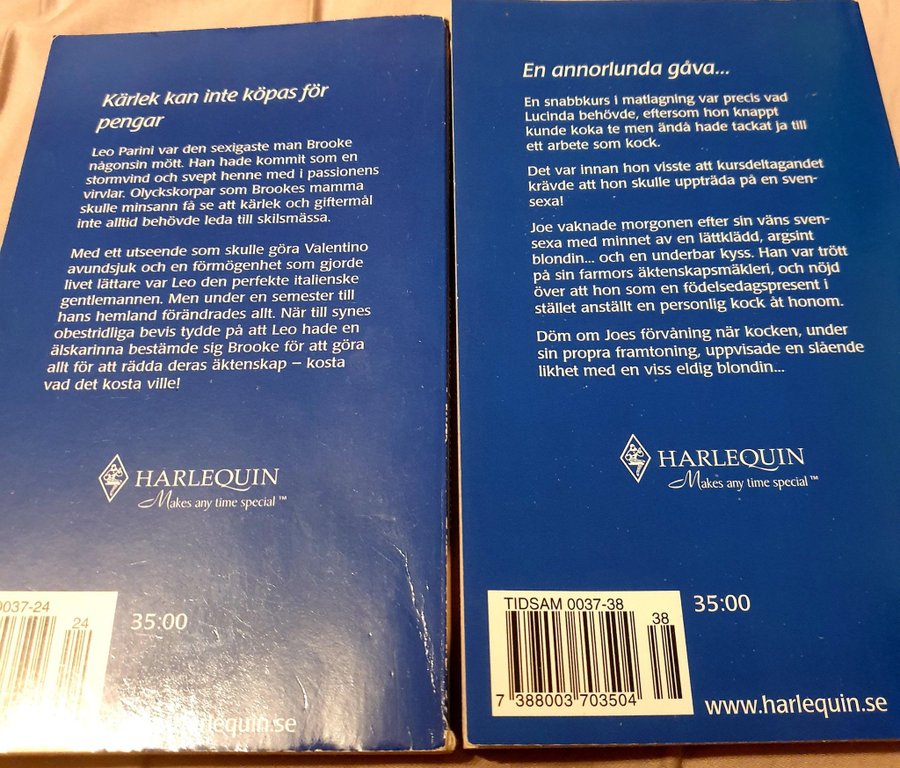 Kärlek kan inte köpas för
pengar
Leo Parini var den sexigaste man Brooke
någonsin mött. Han hade kommit som en
stormvind och svept henne med i passionens
virvlar. Olyckskorpar som Brookes mamma
skulle minsann få se att kärlek och giftermål
inte alltid behövde leda till skilsmässa.
Med ett utseende som skulle göra Valentino
avundsjuk och en förmögenhet som gjorde
livet lättare var Leo den perfekte italienske
gentlemannen. Men under en semester till
hans hemland förändrades allt. När till synes
obestridliga bevis tydde på att Leo hade en
älskarinna bestämde sig Brooke för att göra
allt för att rädda deras äktenskap – kosta
vad det kosta ville!
HARLEQUIN
Makes any time special™
0037-24
24
35:00
rlequin.se
En annorlunda gåva...
En snabbkurs i matlagning var precis vad
Lucinda behövde, eftersom hon knappt
kunde koka te men ändå hade tackat ja till
ett arbete som kock.
Det var innan hon visste att kursdeltagandet
krävde att hon skulle uppträda på en sven-
sexa!
Joe vaknade morgonen efter sin väns sven-
sexa med minnet av en lättklädd, argsint
blondin... och en underbar kyss. Han var trött
på sin farmors äktenskapsmäkleri, och nöjd
över att hon som en födelsedagspresent i
stället anställt en personlig kock åt honom.
Döm om Joes förvåning när kocken, under
sin propra framtoning, uppvisade en slående
likhet med en viss eldig blondin...
HARLEQUIN
Makes any time special™
TIDSAM 0037-38
38
35:00
7 388003 703504
www.harlequin.se